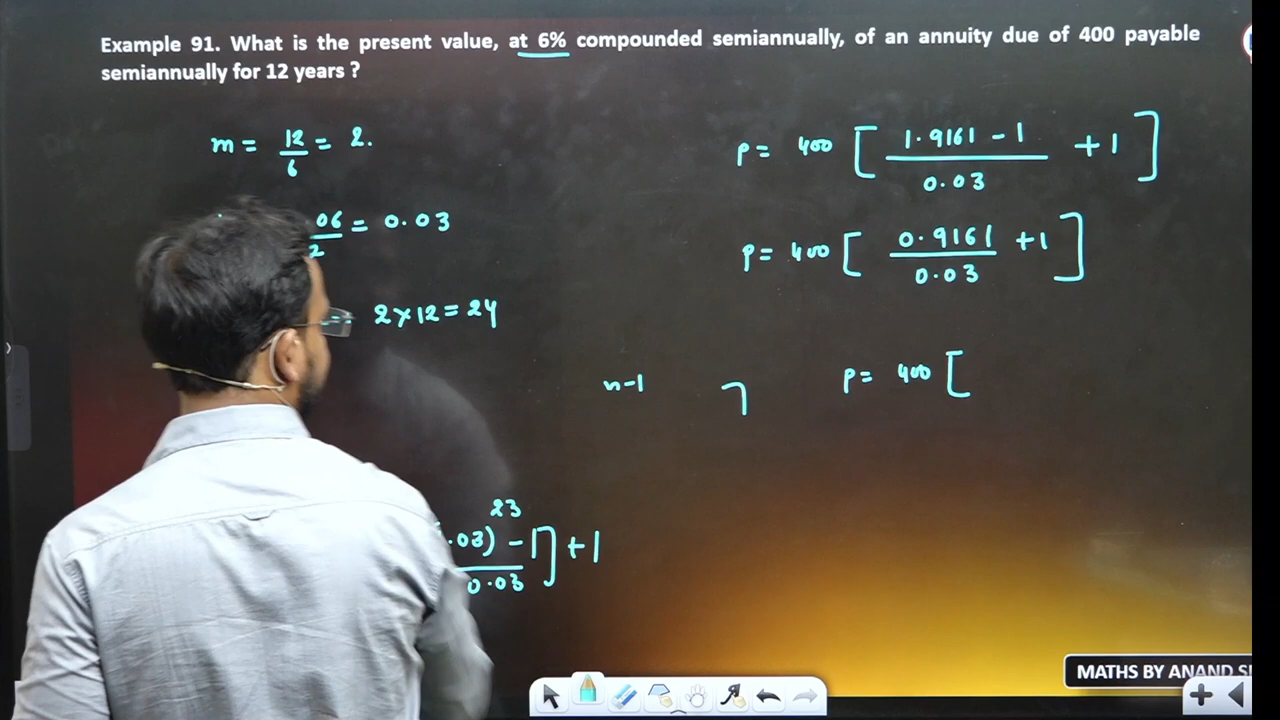 Example 91. What is the present value, at 6% compounded semiannually, of an annuity due of 400 payable
semiannually for 12 years ?
m = 12/6 = 2.
06/2 = 0.03
2×12 = 24
n-1
23
.03) - 1] + 1
0.03
P = 400 [ 1.9161 - 1 / 0.03 + 1 ]
P = 400 [ 0.9161 / 0.03 + 1 ]
P = 400 [
MATHS BY ANAND